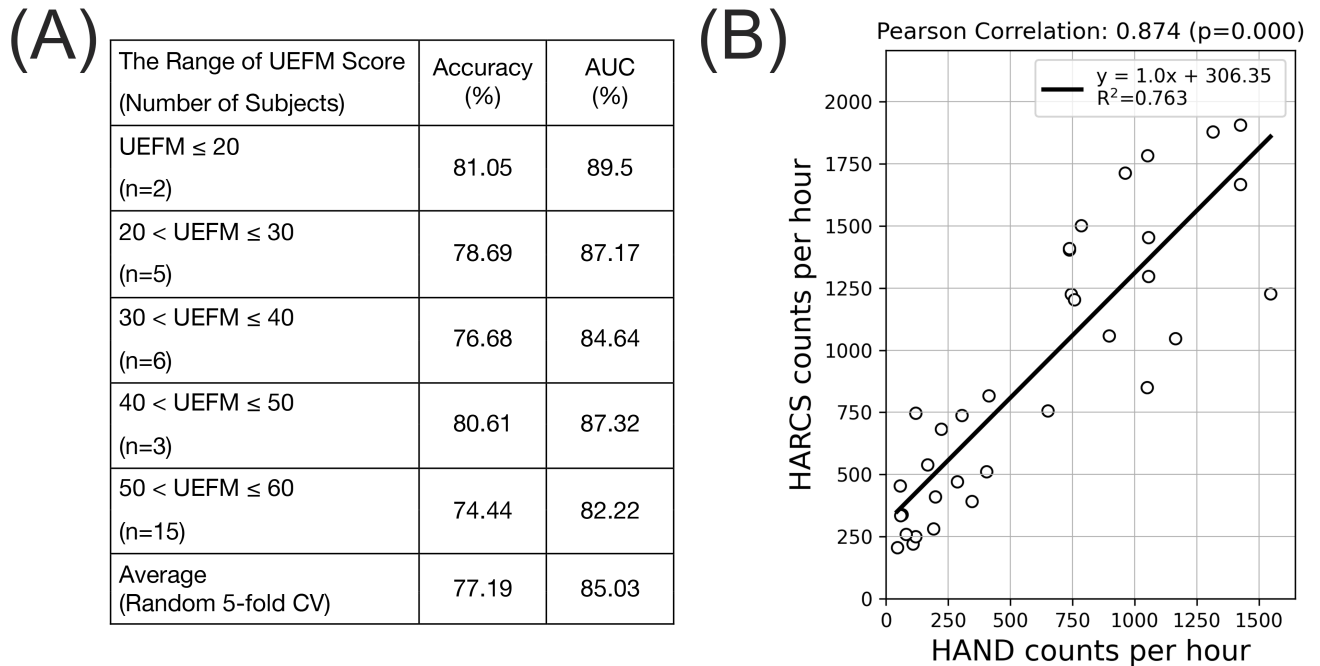 (A)
The Range of UEFM Score
(Number of Subjects)
Accuracy
(%)
AUC
(%)
UEFM ≤ 20
(n=2)
81.05
89.5
20 < UEFM ≤ 30
(n=5)
78.69
87.17
30 < UEFM ≤ 40
(n=6)
76.68
84.64
40 < UEFM ≤ 50
(n=3)
80.61
87.32
50 < UEFM ≤ 60
(n=15)
74.44
82.22
Average
(Random 5-fold CV)
77.19
85.03
(B)
Pearson Correlation: 0.874 (p=0.000)
y = 1.0x + 306.35
R²=0.763
HARCS counts per hour
2000
1750
1500
1250
1000
750
500
250
0
0 250 500 750 1000 1250 1500
HAND counts per hour